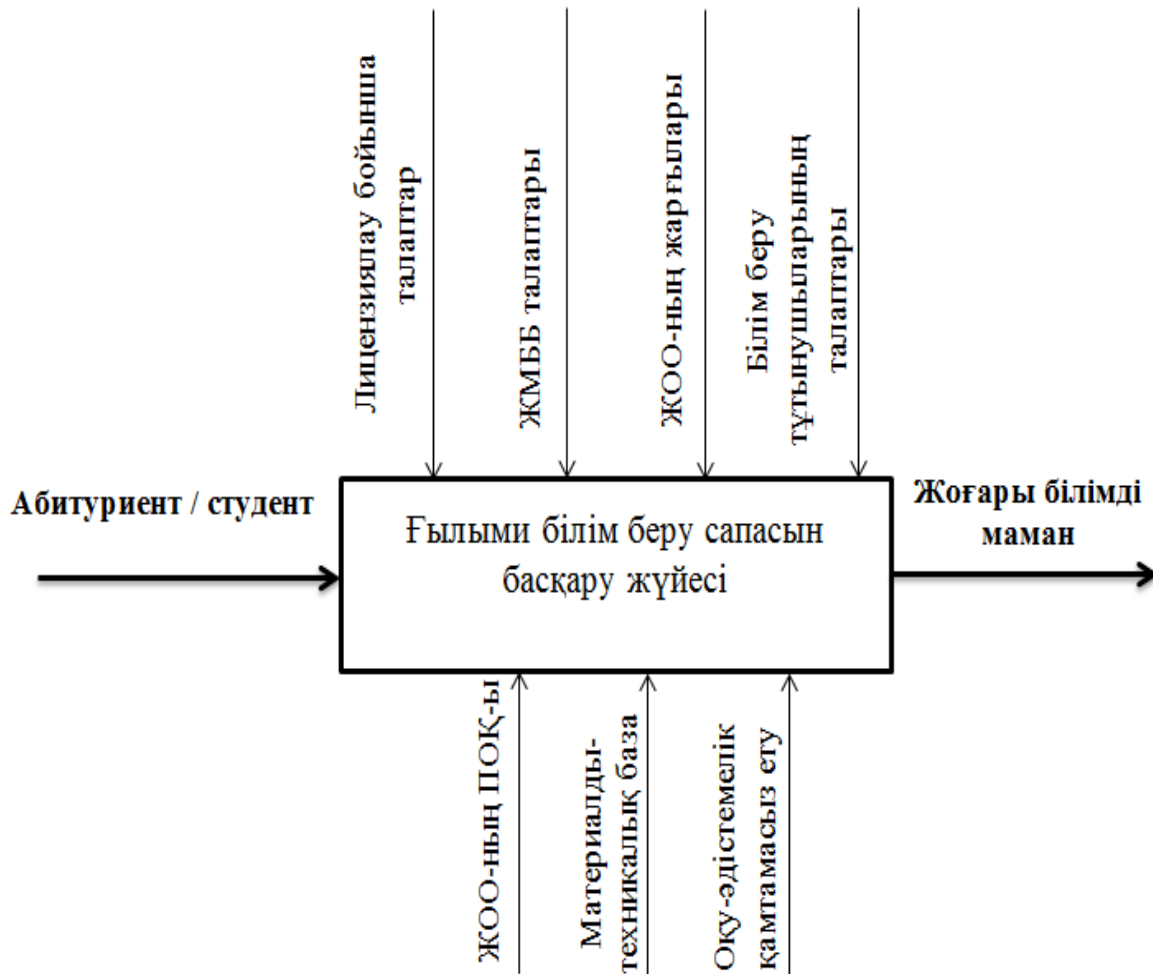 Лицензиялау бойынша
талаптар
ЖМББ талаптары
ЖОО-ның жарғылары
Білім беру
тұтынушыларының
талаптары
Абитуриент / студент
Ғылыми білім беру сапасын
басқару жүйесі
Жоғары білімді
маман
ЖОО-ның ПОҚ-ы
Материалды-
техникалық база
Оқу-әдістемелік
қамтамасыз ету